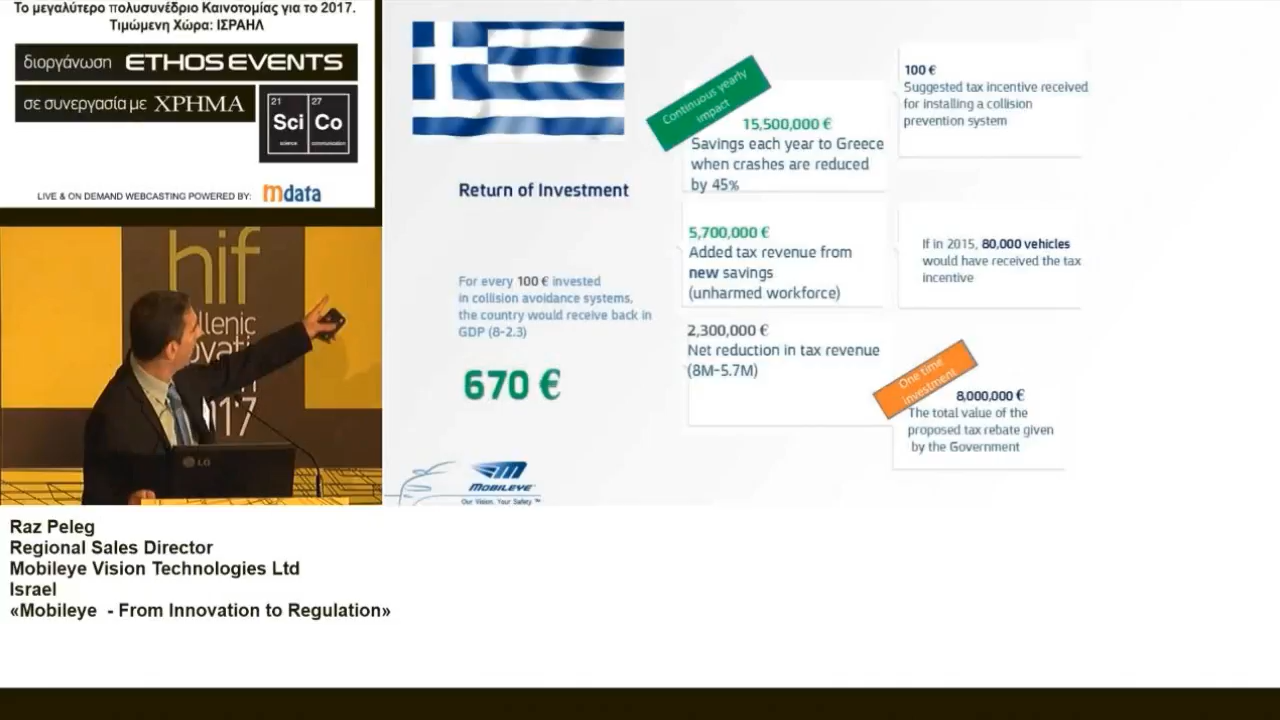 Το μεγαλύτερο πολυσυνέδριο Καινοτομίας για το 2017.
Τιμώμενη Χώρα: ΙΣΡΑΗΛ
διοργάνωση ETHOS EVENTS
σε συνεργασία με ΧΡΗΜΑ
21 27
Sci Co
science communication
LIVE & ON DEMAND WEBCASTING POWERED BY: mdata
hif
llenic
ovati
17
LG
Return of Investment
For every 100 € invested
in collision avoidance systems,
the country would receive back in
GDP (8-2.3)
670 €
MOBILEYE
Our Vision. Your Safety™
Continuous yearly
impact
15,500,000 €
Savings each year to Greece
when crashes are reduced
by 45%
5,700,000 €
Added tax revenue from
new savings
(unharmed workforce)
2,300,000 €
Net reduction in tax revenue
(8M-5.7M)
100 €
Suggested tax incentive received
for installing a collision
prevention system
If in 2015, 80,000 vehicles
would have received the tax
incentive
One time
investment
8,000,000 €
The total value of the
proposed tax rebate given
by the Government
Raz Peleg
Regional Sales Director
Mobileye Vision Technologies Ltd
Israel
«Mobileye - From Innovation to Regulation»